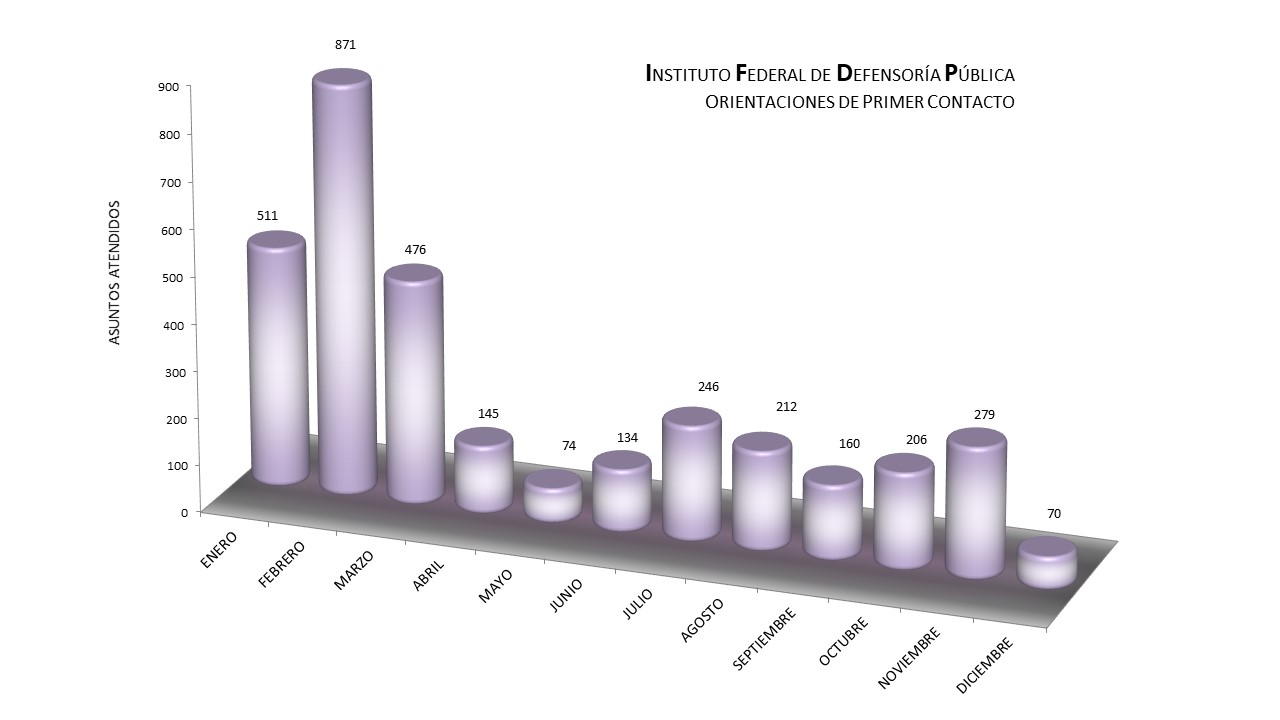 INSTITUTO FEDERAL DE DEFENSORÍA PÚBLICA
ORIENTACIONES DE PRIMER CONTACTO
ASUNTOS ATENDIDOS
900
800
700
600
500
400
300
200
100
0
511
871
476
145
74
134
246
212
160
206
279
70
ENERO
FEBRERO
MARZO
ABRIL
MAYO
JUNIO
JULIO
AGOSTO
SEPTIEMBRE
OCTUBRE
NOVIEMBRE
DICIEMBRE